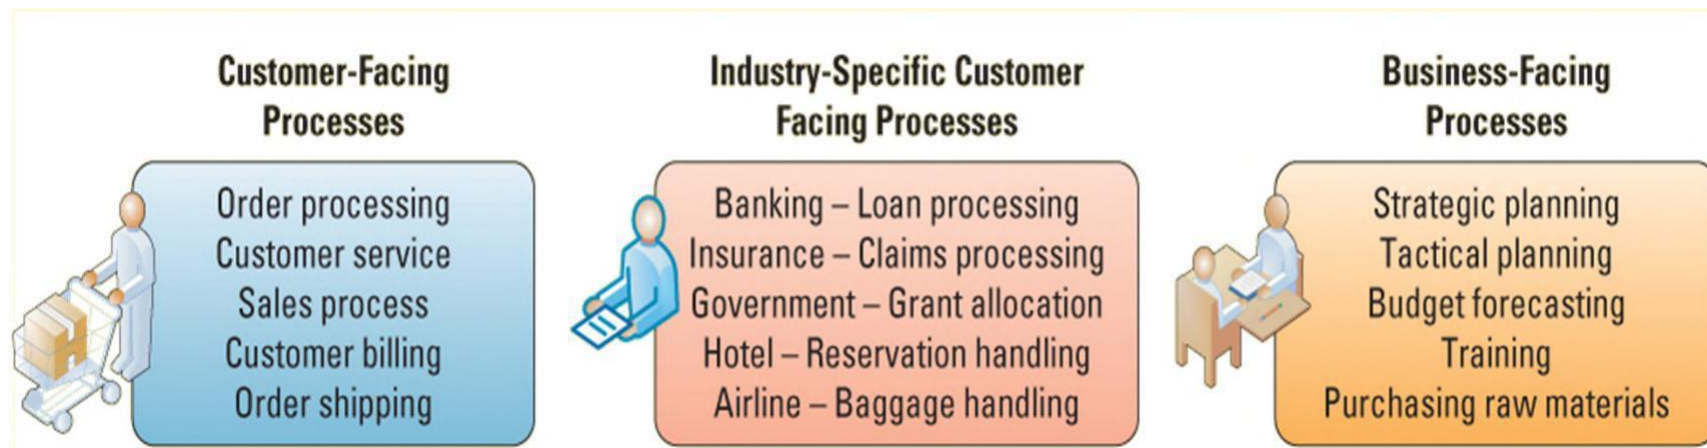 Customer-Facing
Processes
Order processing
Customer service
Sales process
Customer billing
Order shipping
Industry-Specific Customer
Facing Processes
Banking – Loan processing
Insurance – Claims processing
Government – Grant allocation
Hotel – Reservation handling
Airline – Baggage handling
Business-Facing
Processes
Strategic planning
Tactical planning
Budget forecasting
Training
Purchasing raw materials